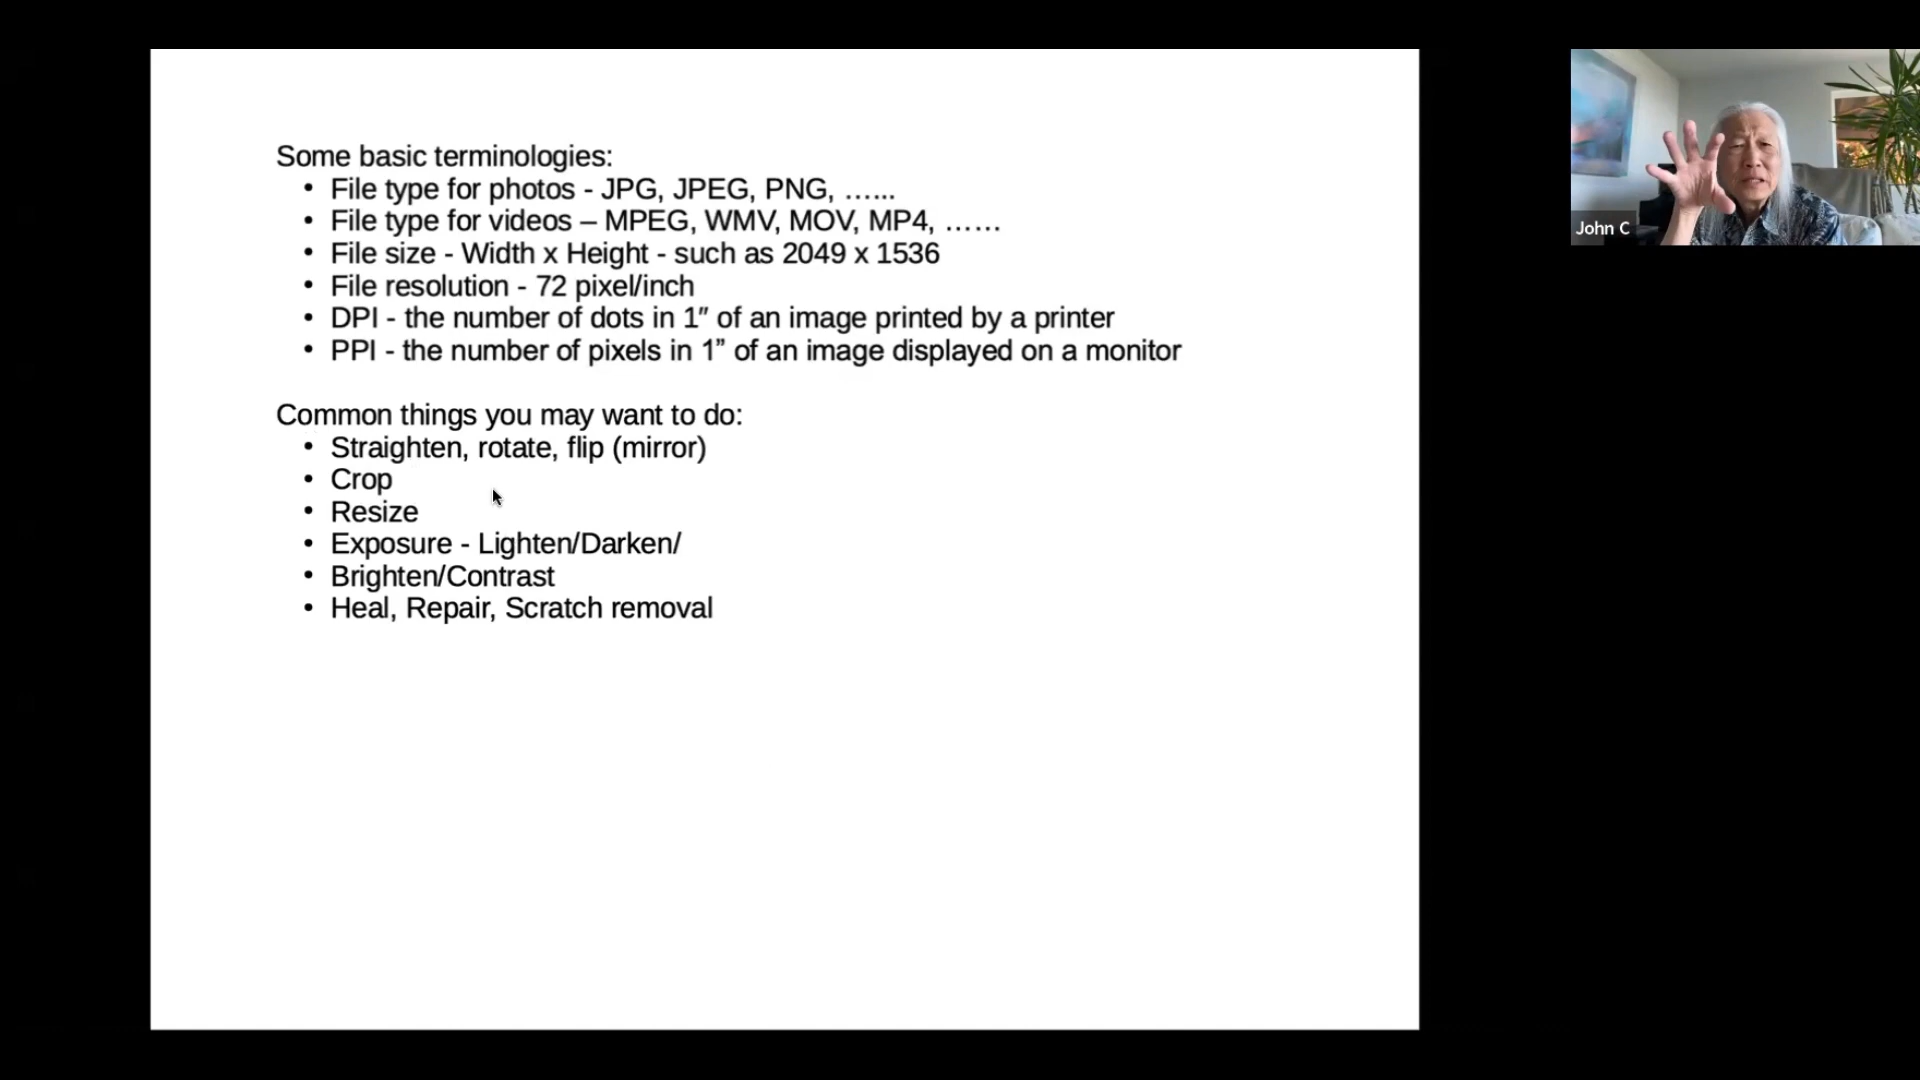 Some basic terminologies:
• File type for photos - JPG, JPEG, PNG, …...
• File type for videos – MPEG, WMV, MOV, MP4, ……
• File size - Width x Height - such as 2049 x 1536
• File resolution - 72 pixel/inch
• DPI - the number of dots in 1″ of an image printed by a printer
• PPI - the number of pixels in 1” of an image displayed on a monitor
Common things you may want to do:
• Straighten, rotate, flip (mirror)
• Crop
• Resize
• Exposure - Lighten/Darken/
• Brighten/Contrast
• Heal, Repair, Scratch removal
John C